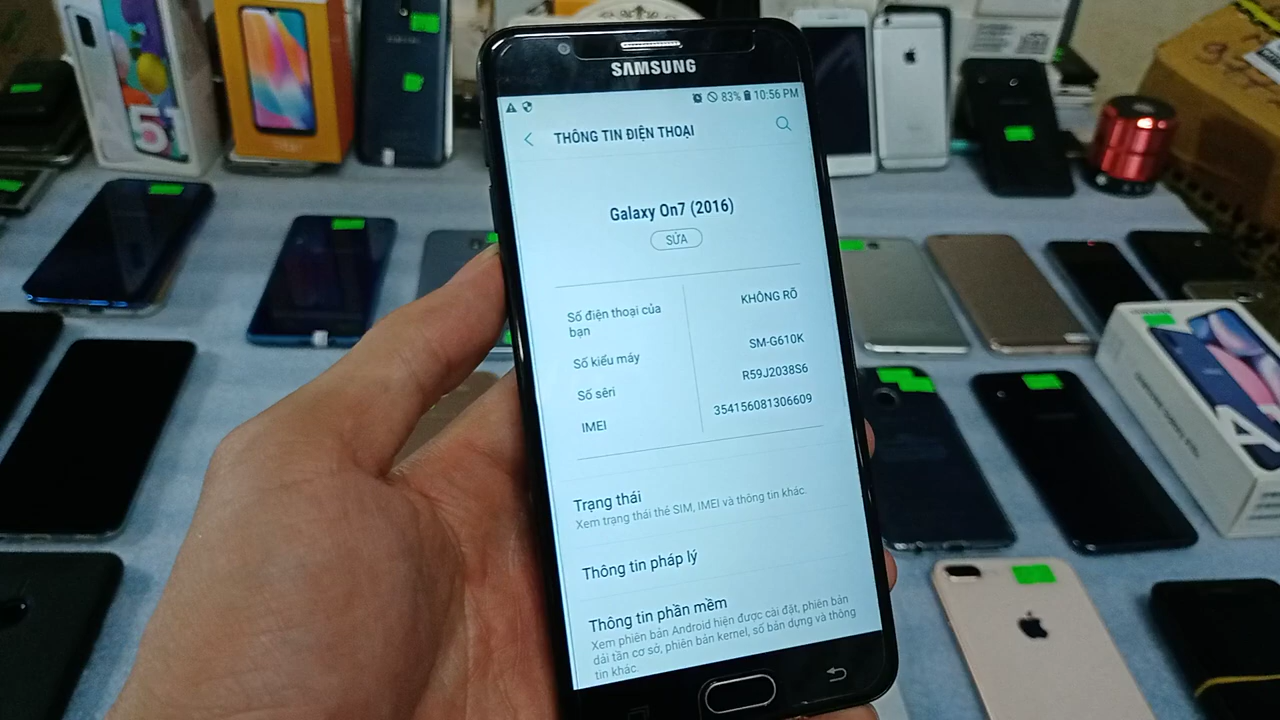 SAMSUNG
83% 10:56 PM
THÔNG TIN ĐIỆN THOẠI
Galaxy On7 (2016)
SỬA
Số điện thoại của
bạn
KHÔNG RÕ
Số kiểu máy
SM-G610K
Số sêri
R59J2038S6
IMEI
354156081306609
Trạng thái
Xem trạng thái thẻ SIM, IMEI và thông tin khác.
Thông tin pháp lý
Thông tin phần mềm
Xem phiên bản Android hiện được cài đặt, phiên bản
dải tần cơ sở, phiên bản kernel, số bản dựng và thông
tin khác.
51
A